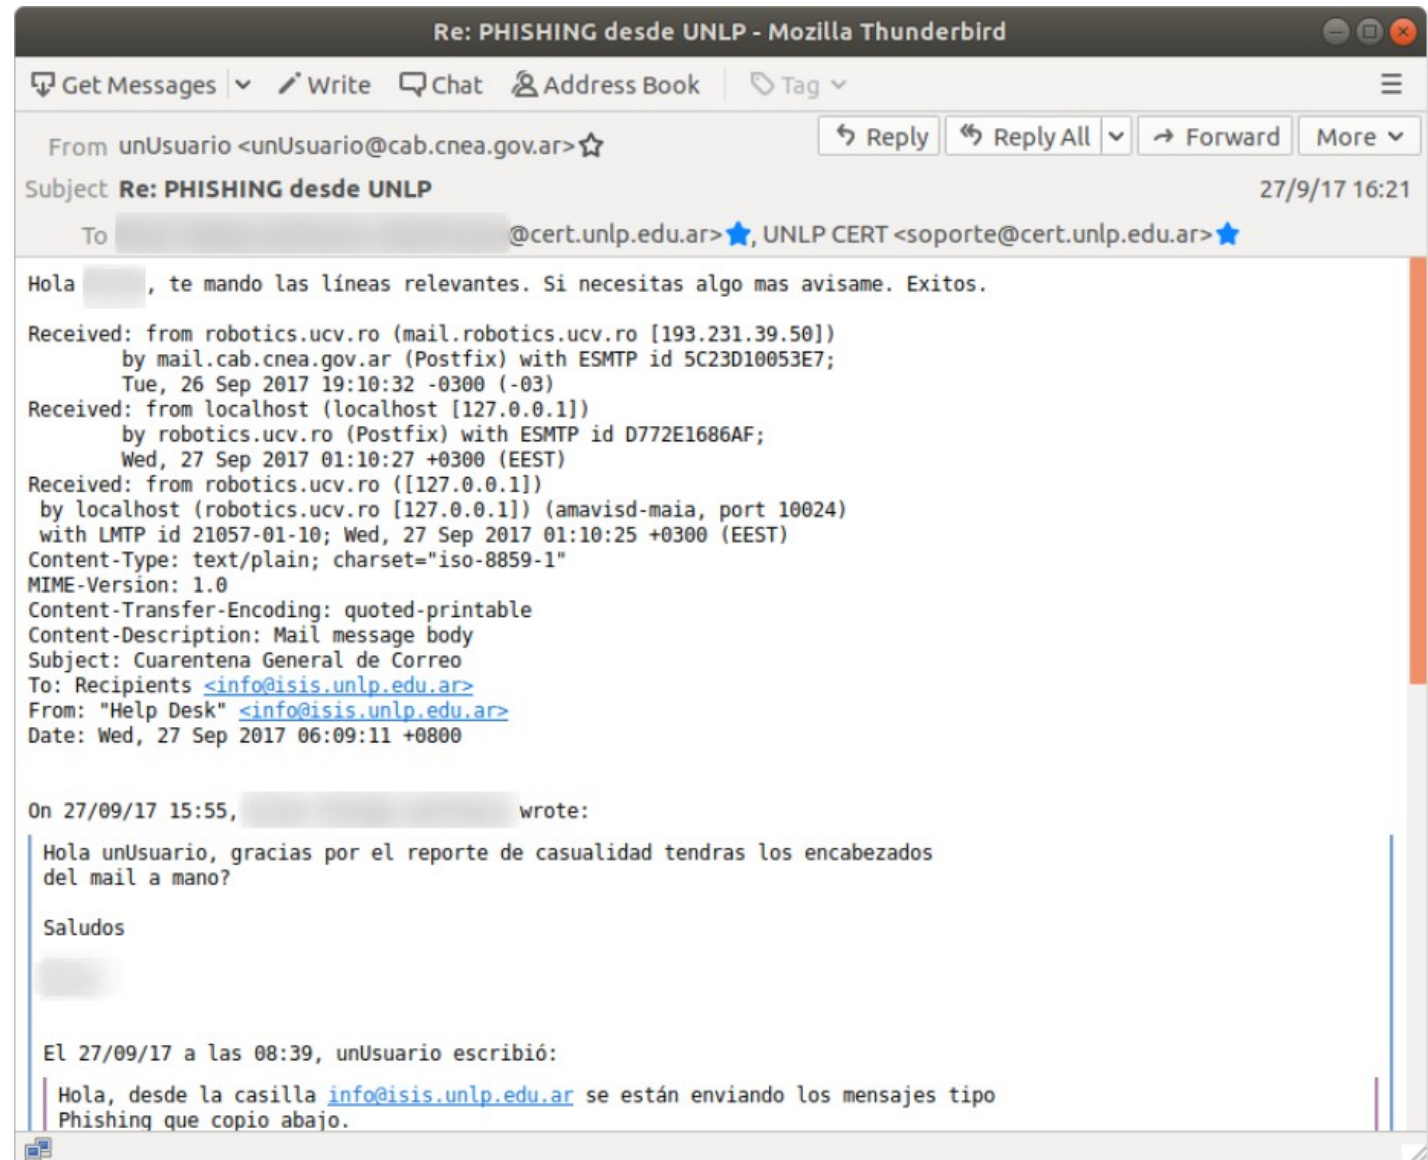 Re: PHISHING desde UNLP - Mozilla Thunderbird
Get Messages Write Chat Address Book Tag
From unUsuario <unUsuario@cab.cnea.gov.ar> Reply Reply All Forward More
Subject Re: PHISHING desde UNLP 27/9/17 16:21
To @cert.unlp.edu.ar>, UNLP CERT <soporte@cert.unlp.edu.ar>
Hola , te mando las líneas relevantes. Si necesitas algo mas avisame. Exitos.
Received: from robotics.ucv.ro (mail.robotics.ucv.ro [193.231.39.50])
by mail.cab.cnea.gov.ar (Postfix) with ESMTP id 5C23D10053E7;
Tue, 26 Sep 2017 19:10:32 -0300 (-03)
Received: from localhost (localhost [127.0.0.1])
by robotics.ucv.ro (Postfix) with ESMTP id D772E1686AF;
Wed, 27 Sep 2017 01:10:27 +0300 (EEST)
Received: from robotics.ucv.ro ([127.0.0.1])
by localhost (robotics.ucv.ro [127.0.0.1]) (amavisd-maia, port 10024)
with LMTP id 21057-01-10; Wed, 27 Sep 2017 01:10:25 +0300 (EEST)
Content-Type: text/plain; charset="iso-8859-1"
MIME-Version: 1.0
Content-Transfer-Encoding: quoted-printable
Content-Description: Mail message body
Subject: Cuarentena General de Correo
To: Recipients <info@isis.unlp.edu.ar>
From: "Help Desk" <info@isis.unlp.edu.ar>
Date: Wed, 27 Sep 2017 06:09:11 +0800
On 27/09/17 15:55, wrote:
Hola unUsuario, gracias por el reporte de casualidad tendras los encabezados
del mail a mano?
Saludos
El 27/09/17 a las 08:39, unUsuario escribió:
Hola, desde la casilla info@isis.unlp.edu.ar se están enviando los mensajes tipo
Phishing que copio abajo.